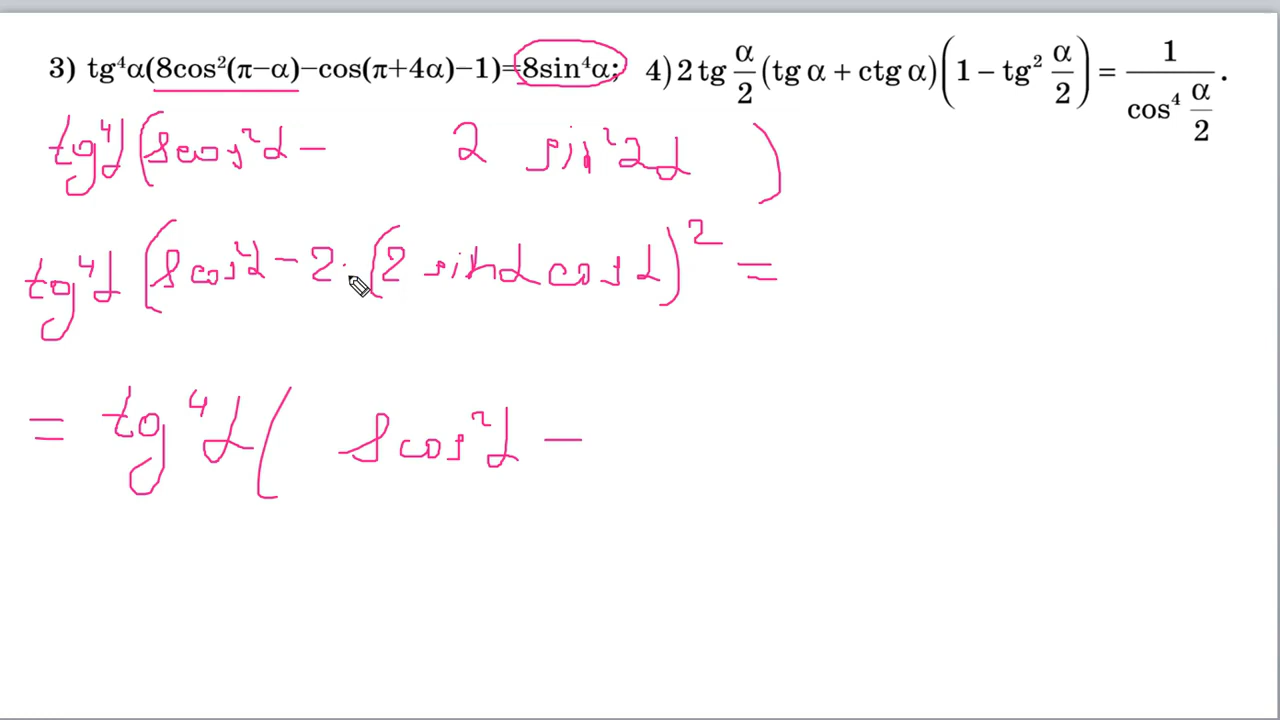 3) tg⁴α(8cos²(π–α)–cos(π+4α)–1)=8sin⁴α; 4) 2 tg α/2 (tg α + ctg α)(1 – tg² α/2) = 1/cos⁴ α/2.
tg⁴α(8cos²α – 2 sin²2α)
tg⁴α(8cos²α – 2·(2 sinα cosα)² =
= tg⁴α( 8cos²α –